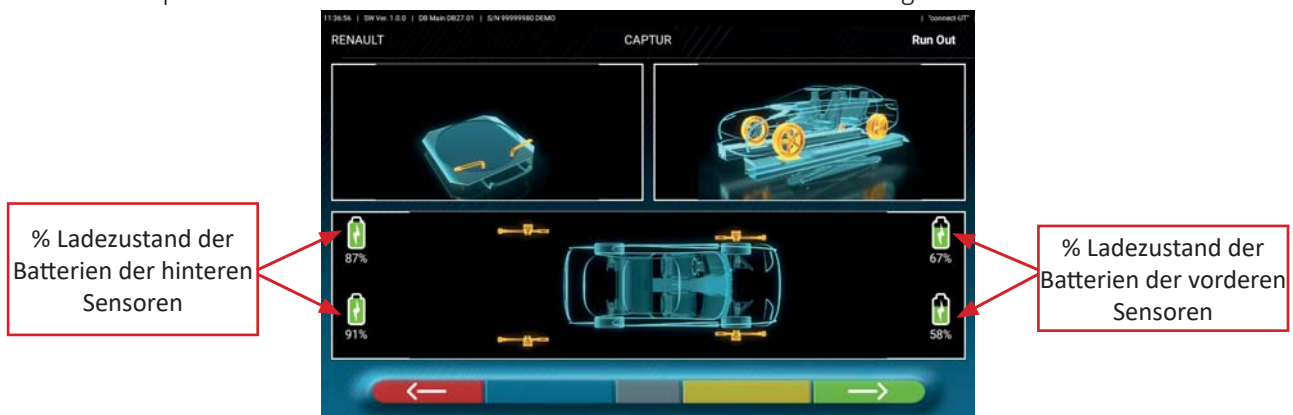 11:36:56 | SW Ver. 1.0.0 | DB Main DB27.01 | S/N 99999980 DEMO | "connect-UT"
RENAULT CAPTUR Run Out
% Ladezustand der
Batterien der hinteren
Sensoren
87%
91%
67%
58%
% Ladezustand der
Batterien der vorderen
Sensoren